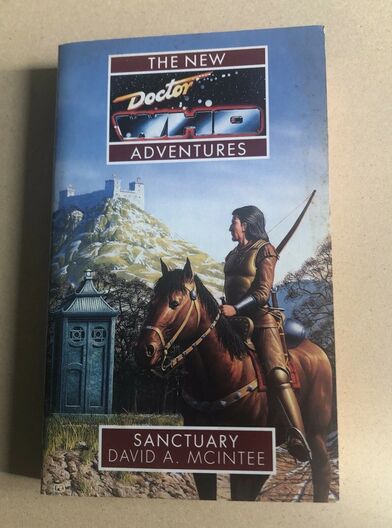 THE NEW
Doctor
WHO
ADVENTURES
SANCTUARY
DAVID A. MCINTEE